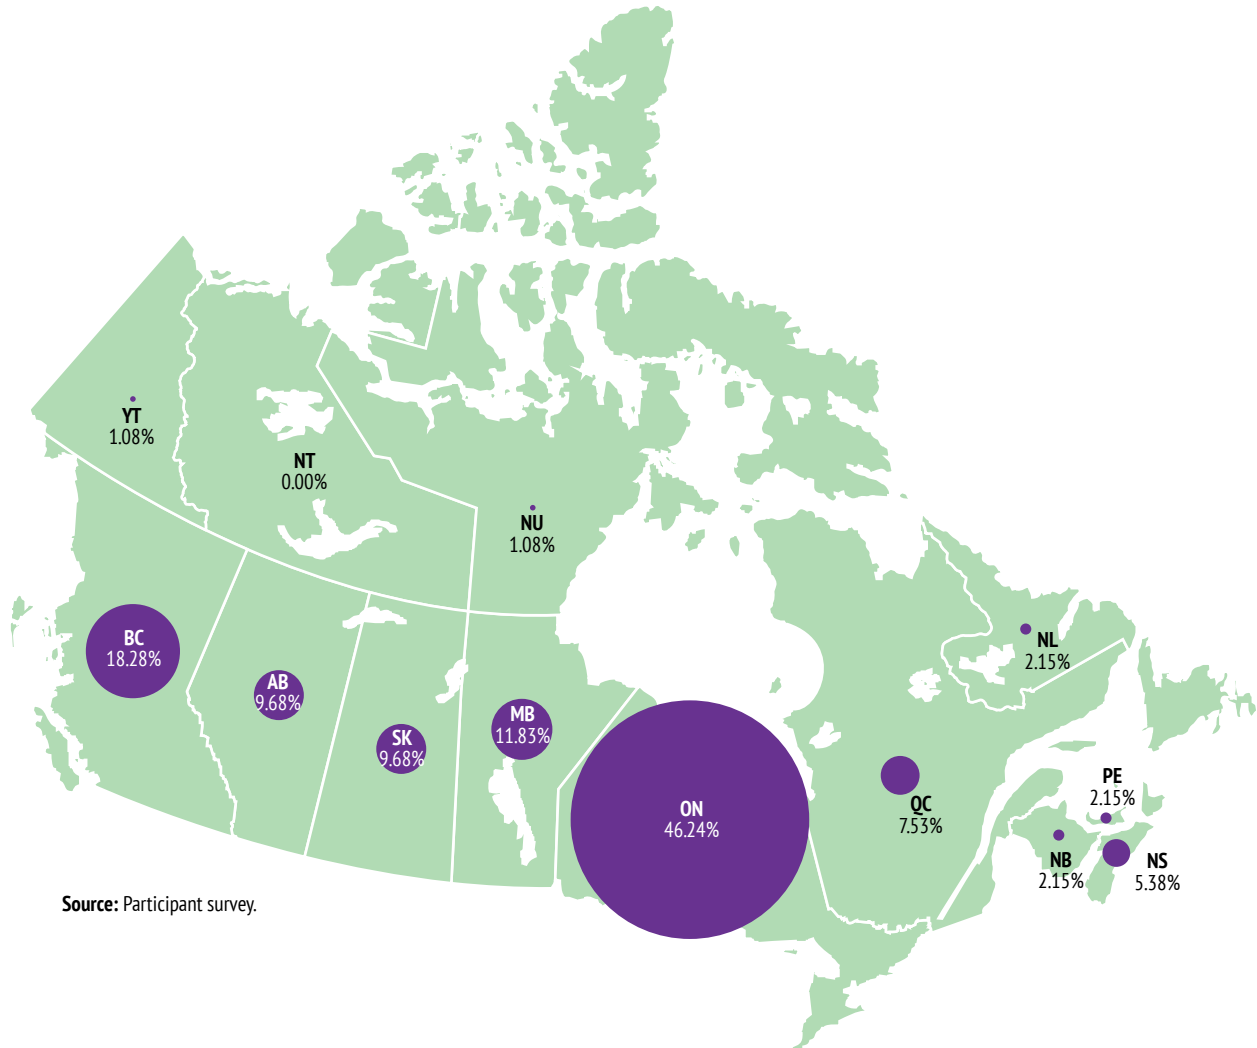 YT
1.08%
NT
0.00%
NU
1.08%
BC
18.28%
AB
9.68%
SK
9.68%
MB
11.83%
ON
46.24%
QC
7.53%
NL
2.15%
PE
2.15%
NB
2.15%
NS
5.38%
Source: Participant survey.